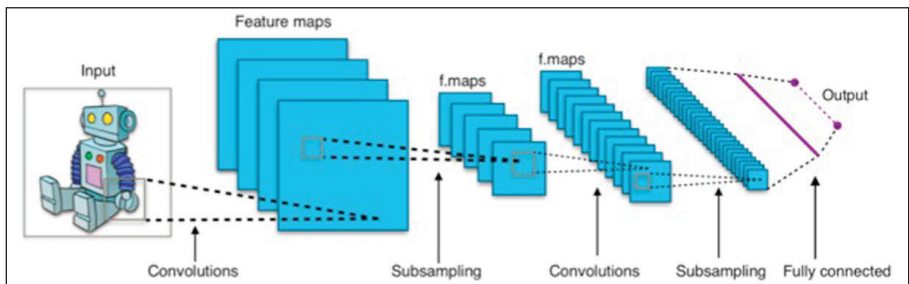 Feature maps
Input
f.maps
f.maps
Output
Convolutions
Subsampling
Convolutions
Subsampling
Fully connected